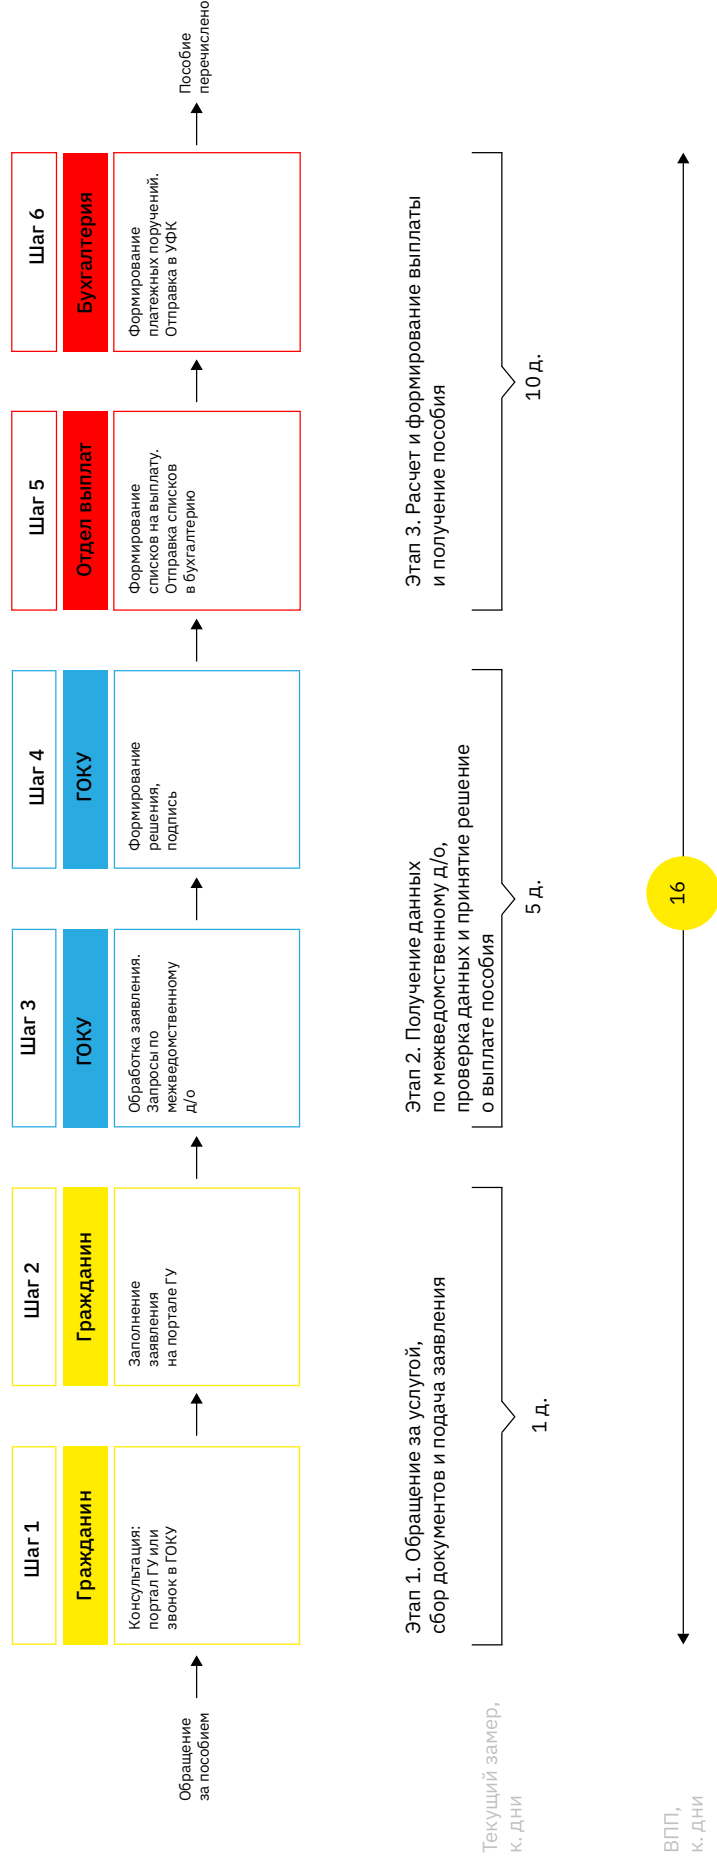 Обращение
за пособием
Шаг 1
Гражданин
Консультация:
портал ГУ или
звонок в ГОКУ
Шаг 2
Гражданин
Заполнение
заявления
на портале ГУ
Шаг 3
ГОКУ
Обработка заявления.
Запросы по
межведомственному
д/о
Шаг 4
ГОКУ
Формирование
решения,
подпись
Шаг 5
Отдел выплат
Формирование
списков на выплату.
Отправка списков
в бухгалтерию
Шаг 6
Бухгалтерия
Формирование
платежных поручений.
Отправка в УФК
Пособие
перечислено
Этап 1. Обращение за услугой,
сбор документов и подача заявления
Этап 2. Получение данных
по межведомственному д/о,
проверка данных и принятие решение
о выплате пособия
Этап 3. Расчет и формирование выплаты
и получение пособия
Текущий замер,
к. дни
1 д.
5 д.
10 д.
ВПП,
к. дни
16